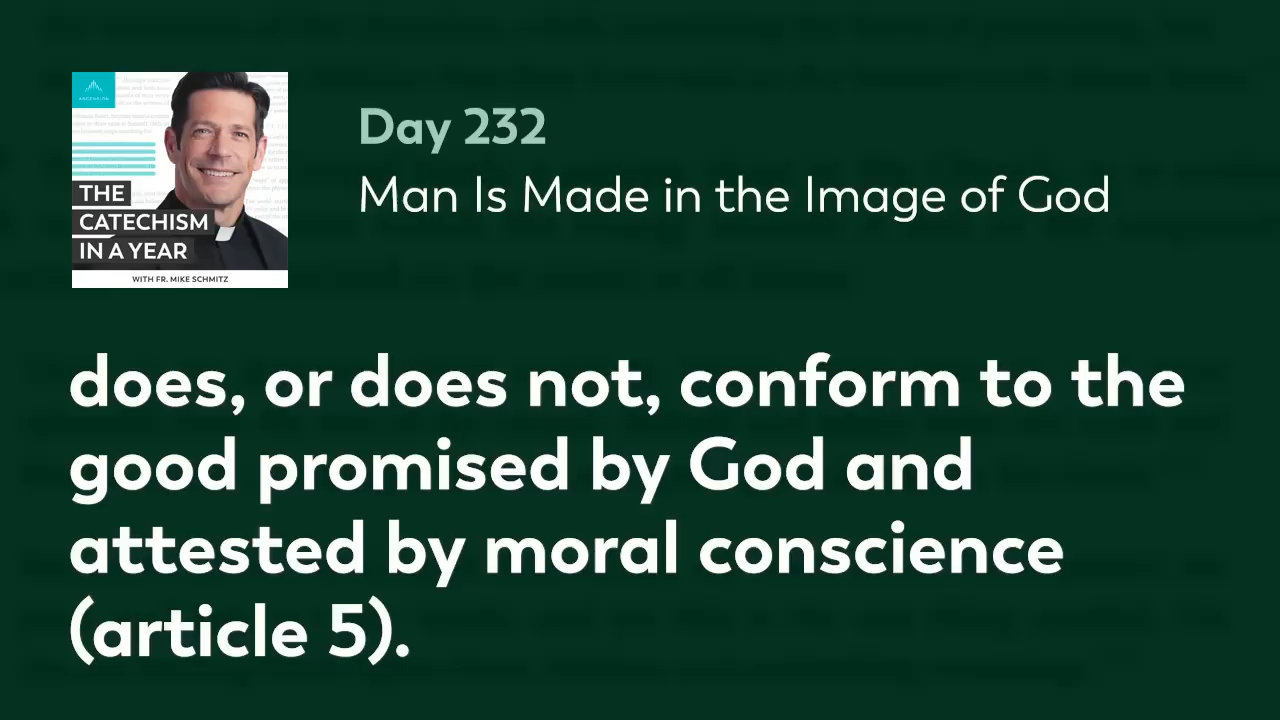 ASCENSION
THE
CATECHISM
IN A YEAR
WITH FR. MIKE SCHMITZ
Day 232
Man Is Made in the Image of God
does, or does not, conform to the
good promised by God and
attested by moral conscience
(article 5).